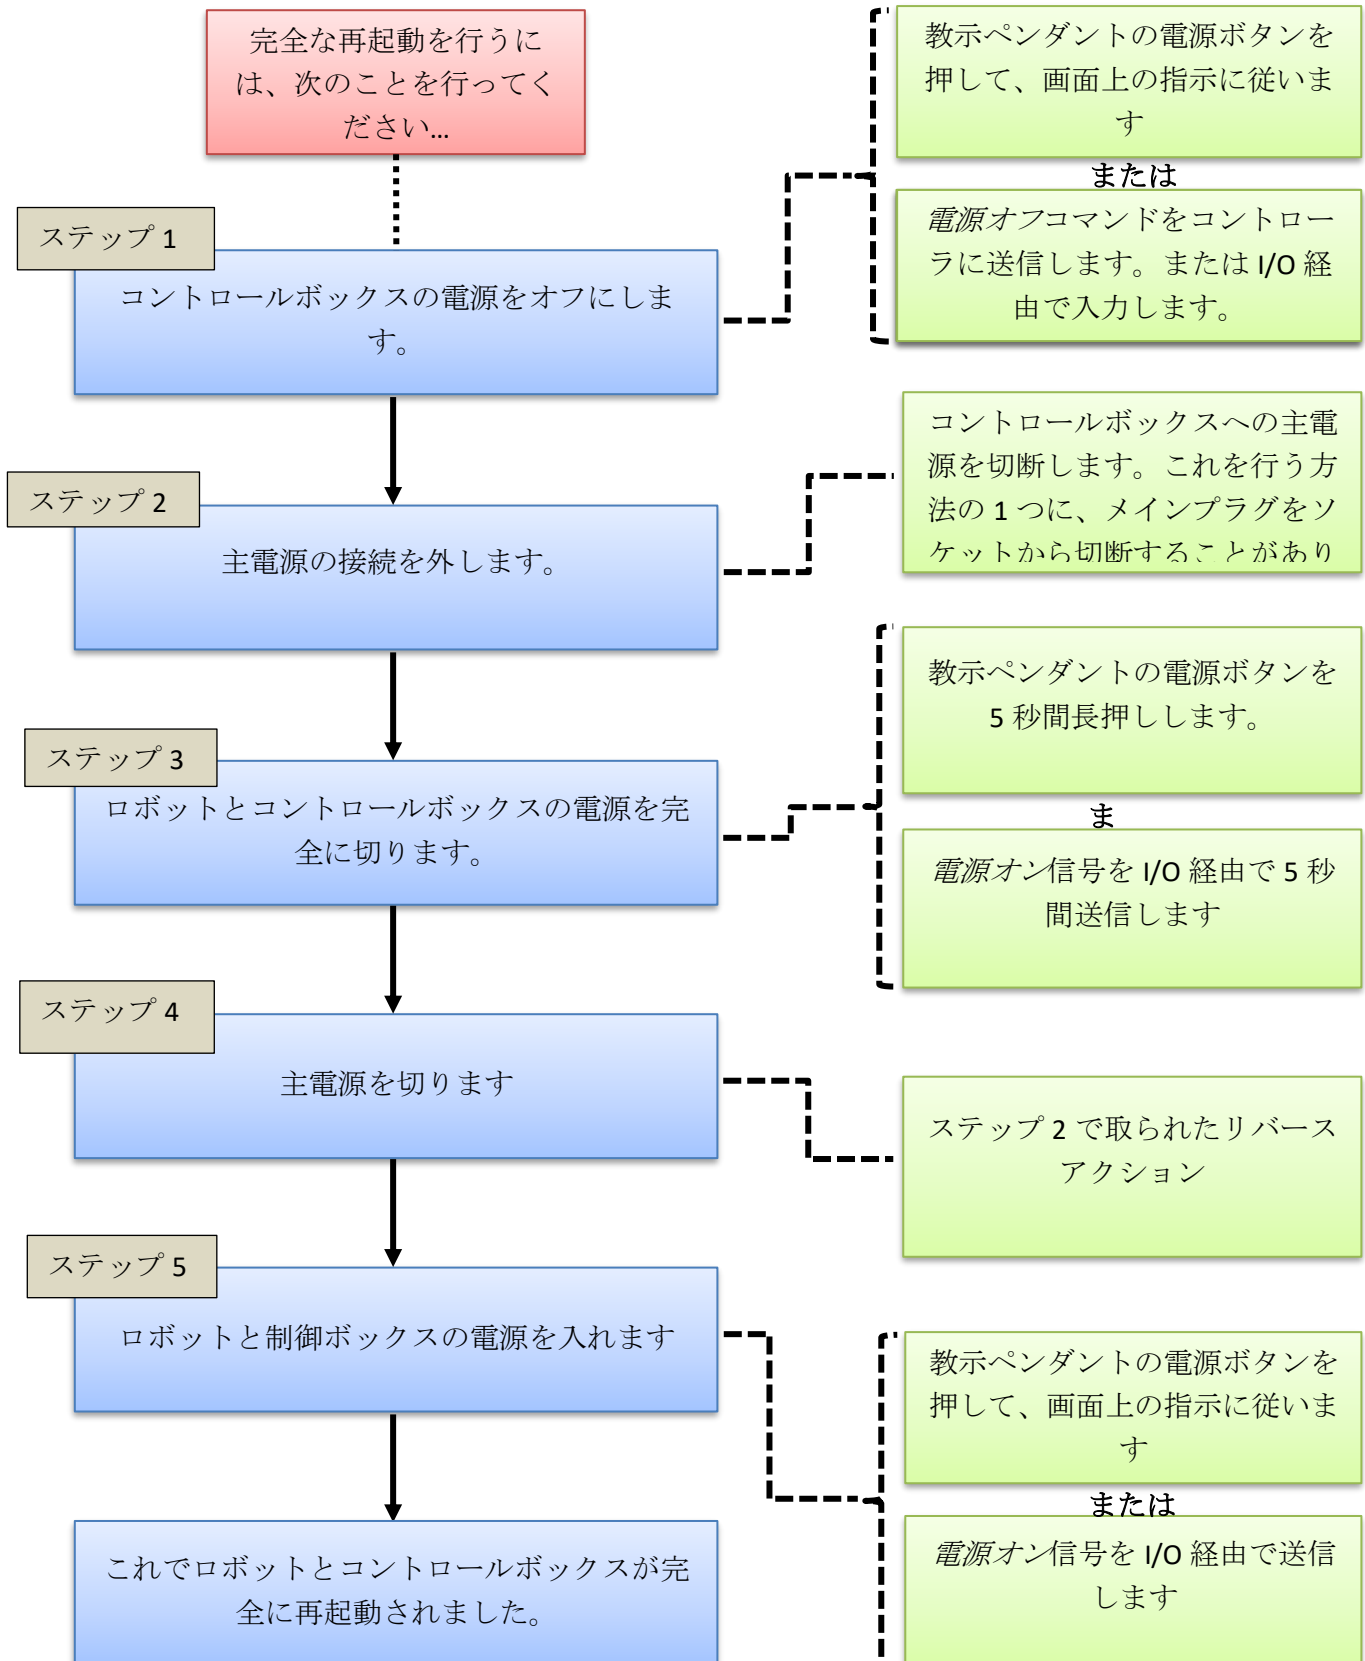 完全な再起動を行うに
は、次のことを行ってく
ださい...
教示ペンダントの電源ボタンを
押して、画面上の指示に従いま
す
または
電源オフコマンドをコントロー
ラに送信します。または I/O 経
由で入力します。
ステップ 1
コントロールボックスの電源をオフにしま
す。
コントロールボックスへの主電
源を切断します。これを行う方
法の 1 つに、メインプラグをソ
ケットから切断することがあり
ステップ 2
主電源の接続を外します。
教示ペンダントの電源ボタンを
5 秒間長押しします。
ま
電源オン信号を I/O 経由で 5 秒
間送信します
ステップ 3
ロボットとコントロールボックスの電源を完
全に切ります。
ステップ 4
主電源を切ります
ステップ 2 で取られたリバース
アクション
ステップ 5
ロボットと制御ボックスの電源を入れます
教示ペンダントの電源ボタンを
押して、画面上の指示に従いま
す
または
電源オン信号を I/O 経由で送信
します
これでロボットとコントロールボックスが完
全に再起動されました。